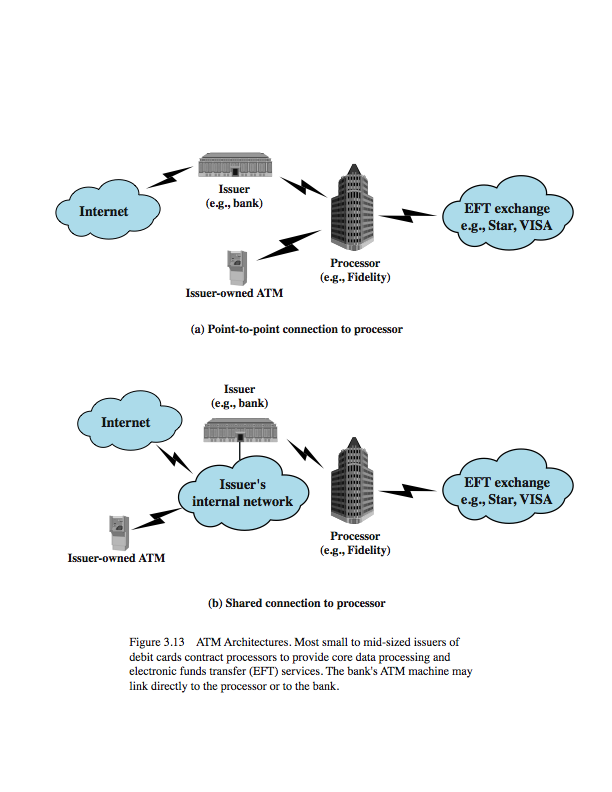 Issuer
(e.g., bank)
Internet
EFT exchange
e.g., Star, VISA
Processor
(e.g., Fidelity)
Issuer-owned ATM
(a) Point-to-point connection to processor
Issuer
(e.g., bank)
Internet
Issuer's
internal network
EFT exchange
e.g., Star, VISA
Processor
(e.g., Fidelity)
Issuer-owned ATM
(b) Shared connection to processor
Figure 3.13 ATM Architectures. Most small to mid-sized issuers of
debit cards contract processors to provide core data processing and
electronic funds transfer (EFT) services. The bank's ATM machine may
link directly to the processor or to the bank.